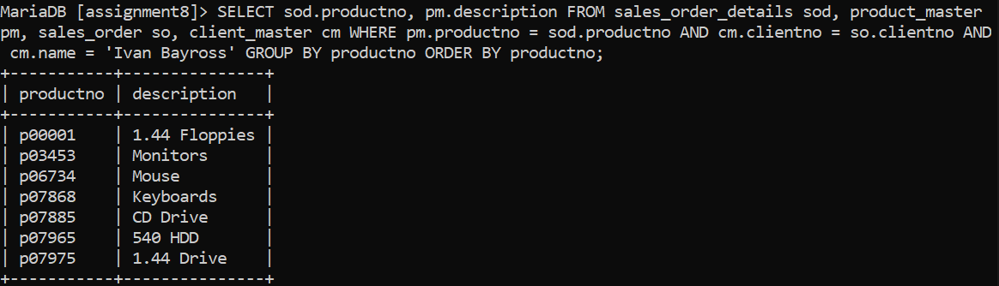 MariaDB [assignment8]> SELECT sod.productno, pm.description FROM sales_order_details sod, product_master
pm, sales_order so, client_master cm WHERE pm.productno = sod.productno AND cm.clientno = so.clientno AND
 cm.name = 'Ivan Bayross' GROUP BY productno ORDER BY productno;
+-----------+---------------+
| productno | description   |
+-----------+---------------+
| p00001    | 1.44 Floppies |
| p03453    | Monitors      |
| p06734    | Mouse         |
| p07868    | Keyboards     |
| p07885    | CD Drive      |
| p07965    | 540 HDD       |
| p07975    | 1.44 Drive    |
+-----------+---------------+